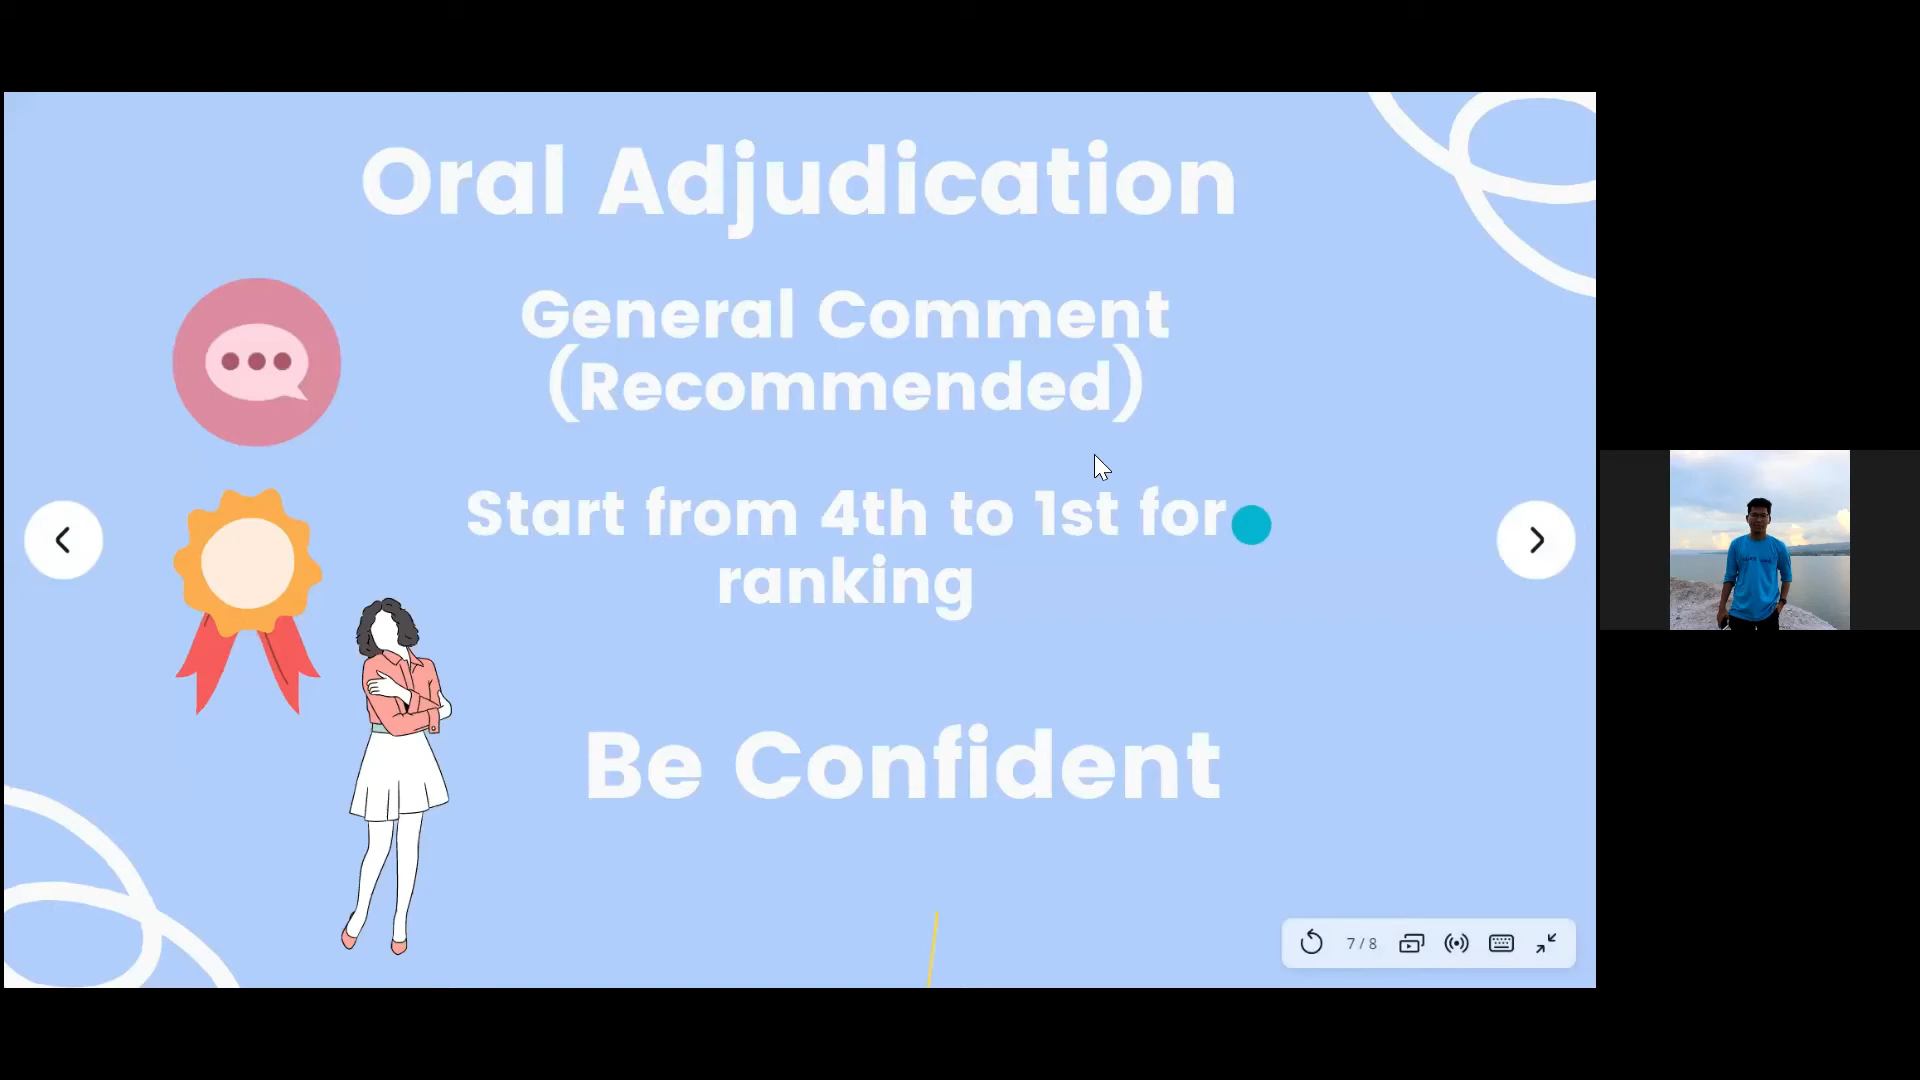 Oral Adjudication
General Comment
(Recommended)
Start from 4th to 1st for
ranking
Be Confident
7 / 8